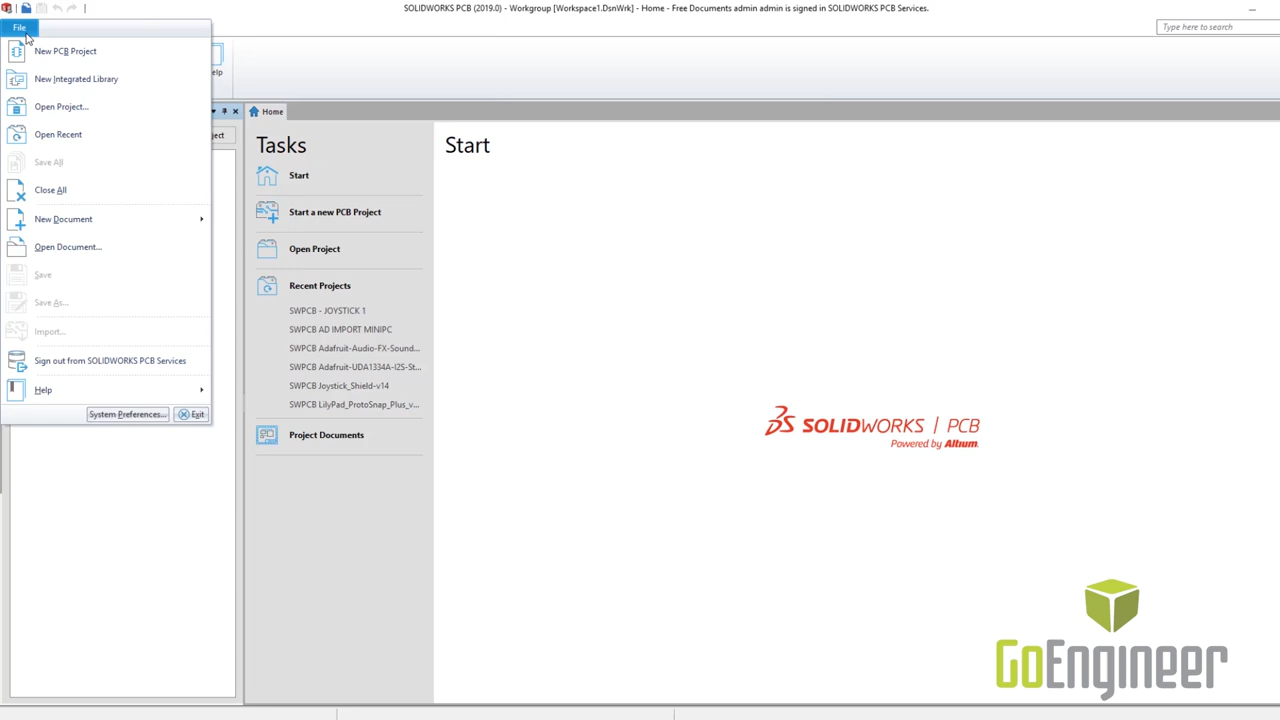 SOLIDWORKS PCB (2019.0) - Workgroup [Workspace1.DsnWrk] - Home - Free Documents admin admin is signed in SOLIDWORKS PCB Services.
File
Type here to search
New PCB Project
New Integrated Library
Open Project...
Open Recent
Save All
Close All
New Document
Open Document...
Save
Save As...
Import...
Sign out from SOLIDWORKS PCB Services
Help
System Preferences...
Exit
elp
ject
Home
Tasks
Start
Start a new PCB Project
Open Project
Recent Projects
SWPCB - JOYSTICK 1
SWPCB AD IMPORT MINIPC
SWPCB Adafruit-Audio-FX-Sound...
SWPCB Adafruit-UDA1334A-I2S-St...
SWPCB Joystick_Shield-v14
SWPCB LilyPad_ProtoSnap_Plus_v...
Project Documents
Start
SOLIDWORKS | PCB
Powered by Altium.
GoEngineer